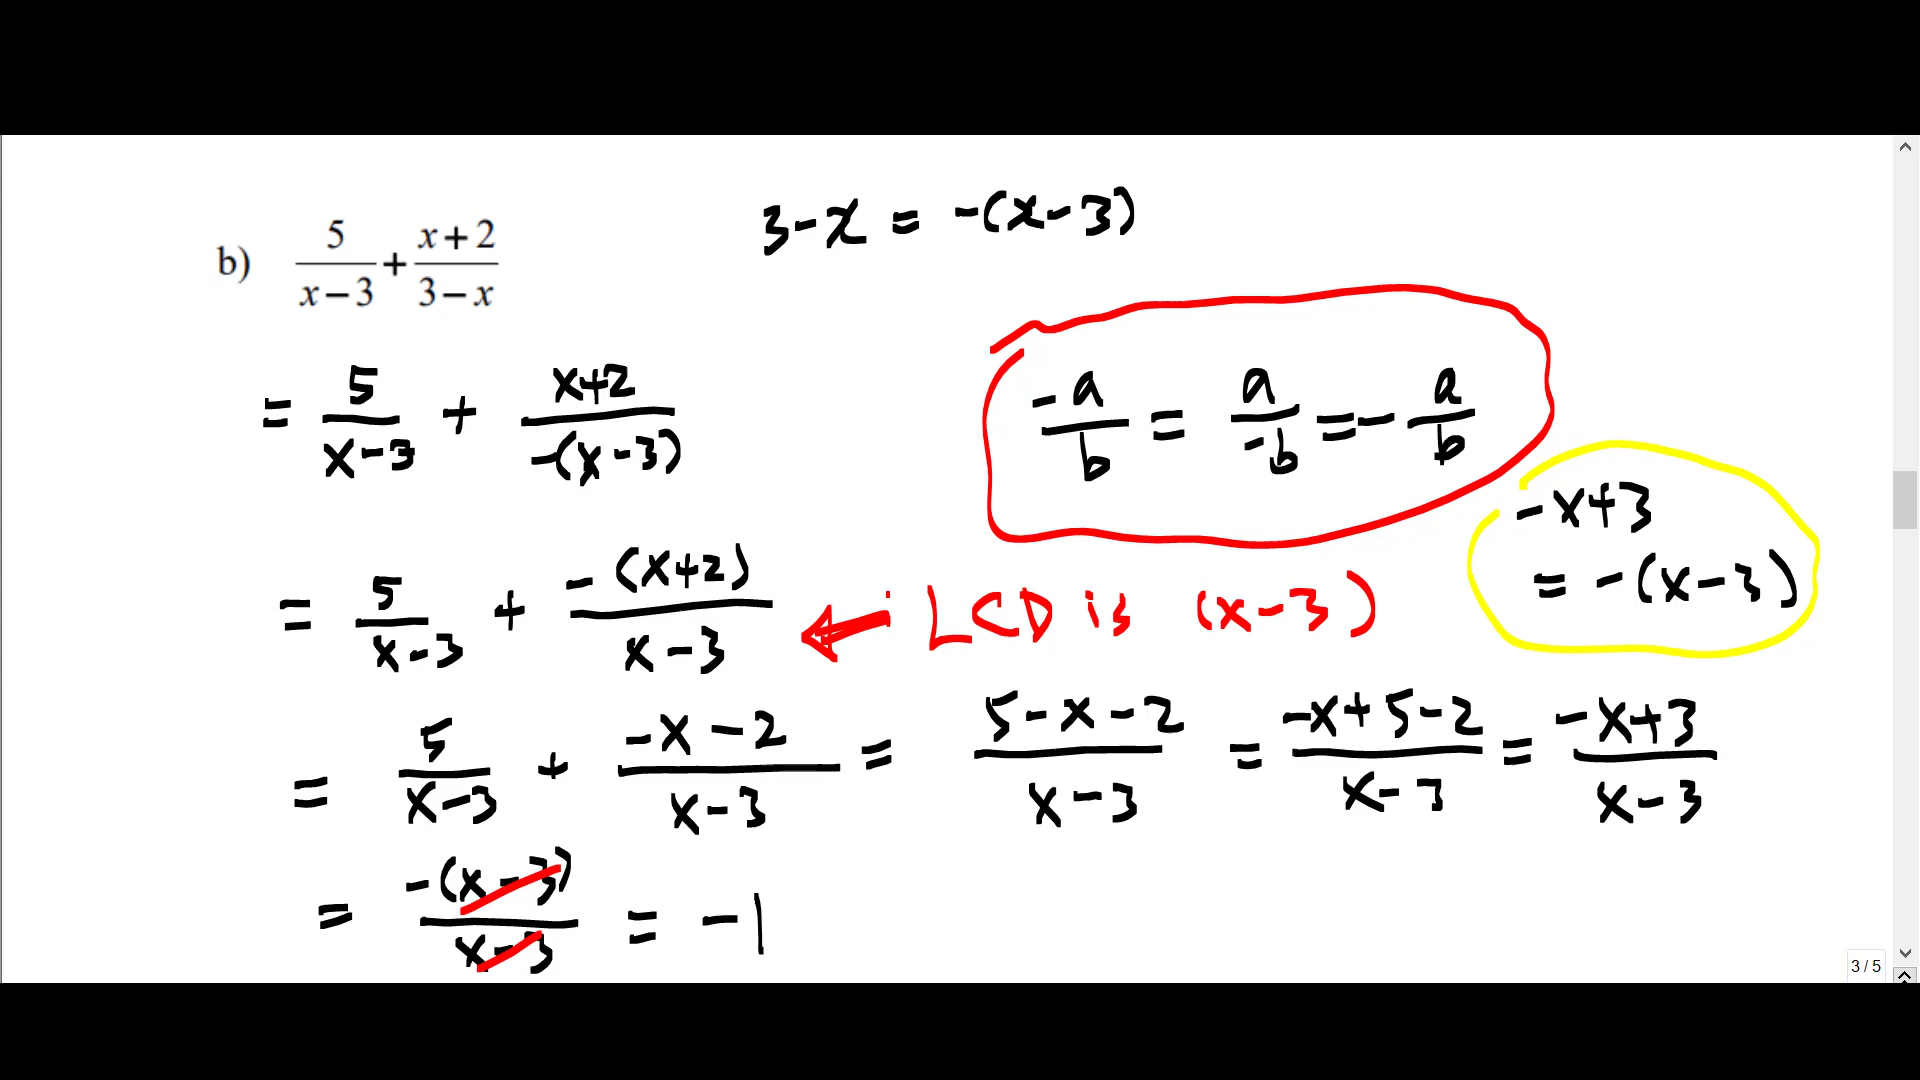 3-x = -(x-3)
b) 5/(x-3) + (x+2)/(3-x)
= 5/(x-3) + (x+2)/(-(x-3))
-a/b = a/-b = - a/b
-x+3
= -(x-3)
= 5/(x-3) + -(x+2)/(x-3)
LCD is (x-3)
= 5/(x-3) + (-x-2)/(x-3) = (5-x-2)/(x-3) = (-x+5-2)/(x-3) = (-x+3)/(x-3)
= -(x-3)/(x-3) = -1
3 / 5